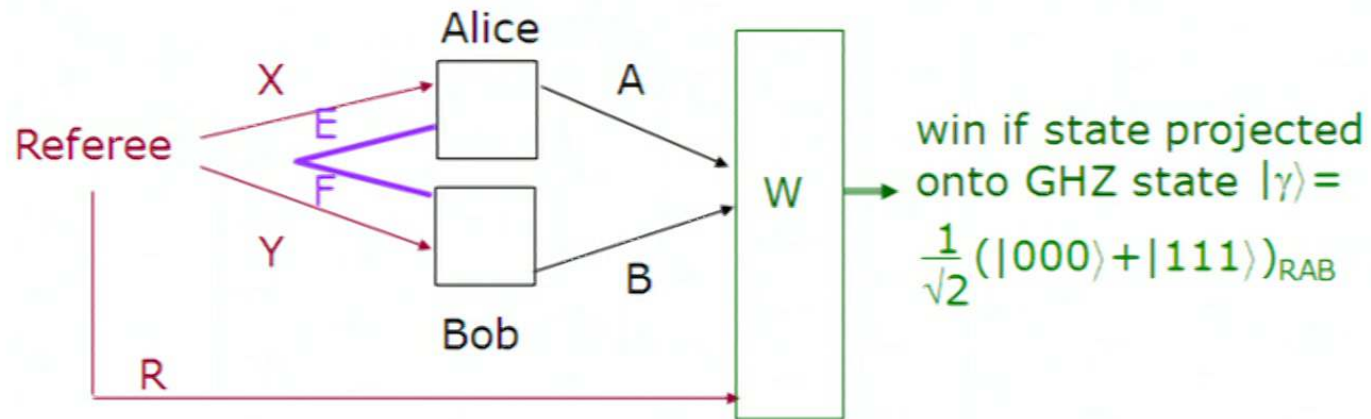 Alice
X
A
E
Referee
F
W
Y
B
Bob
R
win if state projected
onto GHZ state |γ⟩=
1/√2 (|000⟩+|111⟩)RAB